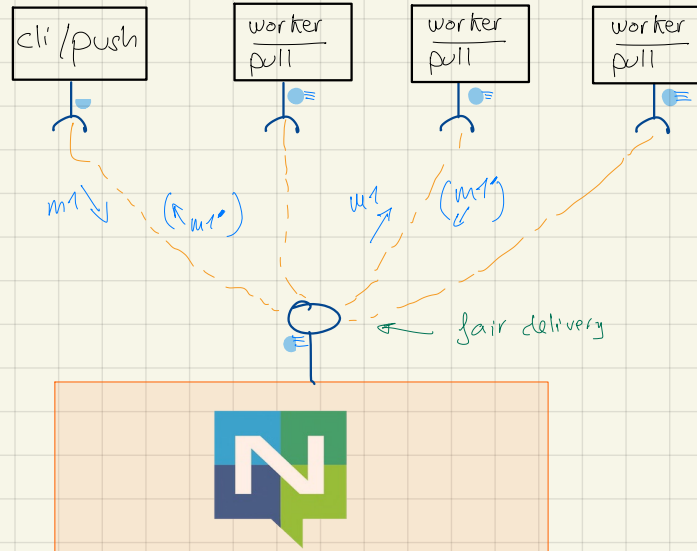 cli/push
worker
pull
worker
pull
worker
pull
m1
(m1')
m1
(m1')
fair delivery
N